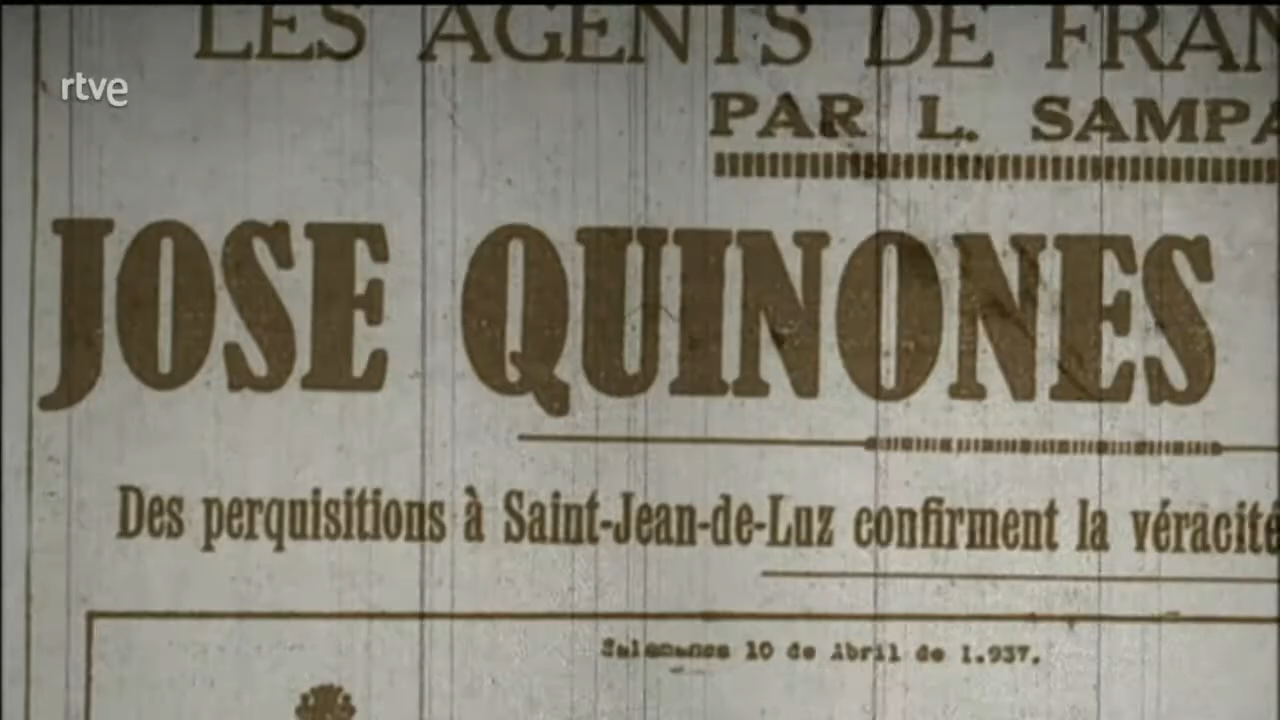 LES AGENTS DE FRAN
rtve
PAR L. SAMPA
JOSE QUINONES
Des perquisitions à Saint-Jean-de-Luz confirment la véracité
Salamanca 10 de Abril de 1.937.